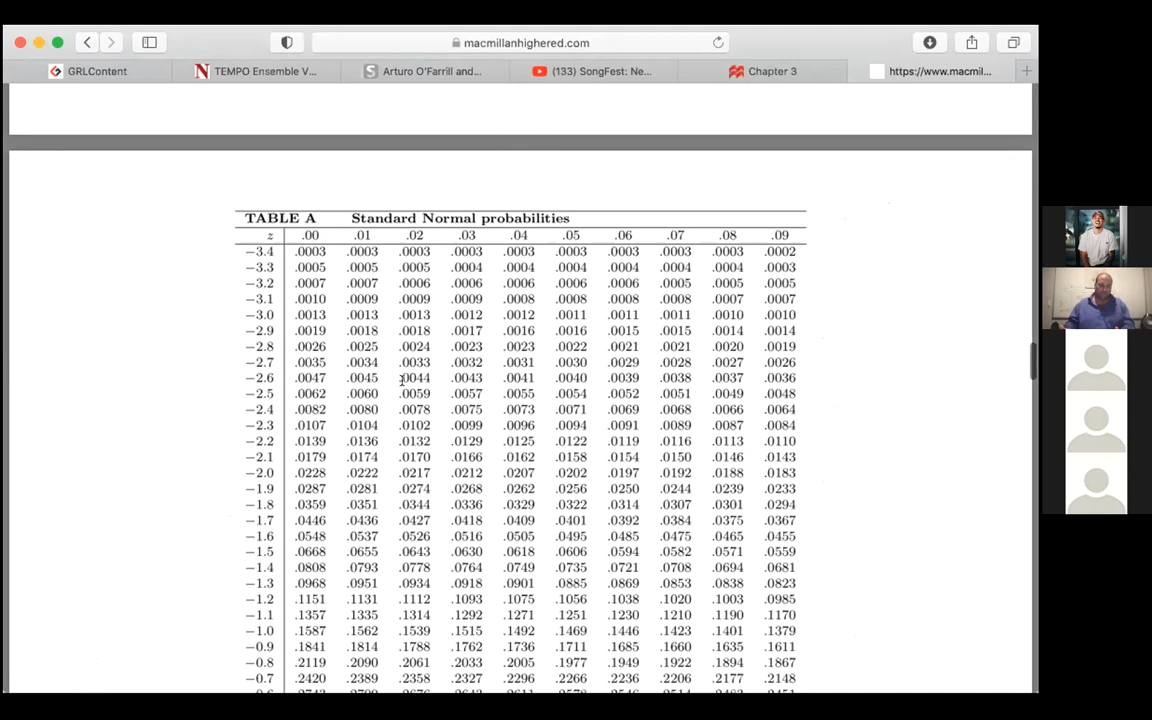 macmillanhighered.com
GRLContent
TEMPO Ensemble V...
Arturo O'Farrill and...
(133) SongFest: Ne...
Chapter 3
https://www.macmil...
TABLE A Standard Normal probabilities
z .00 .01 .02 .03 .04 .05 .06 .07 .08 .09
−3.4 .0003 .0003 .0003 .0003 .0003 .0003 .0003 .0003 .0003 .0002
−3.3 .0005 .0005 .0005 .0004 .0004 .0004 .0004 .0004 .0004 .0003
−3.2 .0007 .0007 .0006 .0006 .0006 .0006 .0006 .0005 .0005 .0005
−3.1 .0010 .0009 .0009 .0009 .0008 .0008 .0008 .0008 .0007 .0007
−3.0 .0013 .0013 .0013 .0012 .0012 .0011 .0011 .0011 .0010 .0010
−2.9 .0019 .0018 .0018 .0017 .0016 .0016 .0015 .0015 .0014 .0014
−2.8 .0026 .0025 .0024 .0023 .0023 .0022 .0021 .0021 .0020 .0019
−2.7 .0035 .0034 .0033 .0032 .0031 .0030 .0029 .0028 .0027 .0026
−2.6 .0047 .0045 .0044 .0043 .0041 .0040 .0039 .0038 .0037 .0036
−2.5 .0062 .0060 .0059 .0057 .0055 .0054 .0052 .0051 .0049 .0048
−2.4 .0082 .0080 .0078 .0075 .0073 .0071 .0069 .0068 .0066 .0064
−2.3 .0107 .0104 .0102 .0099 .0096 .0094 .0091 .0089 .0087 .0084
−2.2 .0139 .0136 .0132 .0129 .0125 .0122 .0119 .0116 .0113 .0110
−2.1 .0179 .0174 .0170 .0166 .0162 .0158 .0154 .0150 .0146 .0143
−2.0 .0228 .0222 .0217 .0212 .0207 .0202 .0197 .0192 .0188 .0183
−1.9 .0287 .0281 .0274 .0268 .0262 .0256 .0250 .0244 .0239 .0233
−1.8 .0359 .0351 .0344 .0336 .0329 .0322 .0314 .0307 .0301 .0294
−1.7 .0446 .0436 .0427 .0418 .0409 .0401 .0392 .0384 .0375 .0367
−1.6 .0548 .0537 .0526 .0516 .0505 .0495 .0485 .0475 .0465 .0455
−1.5 .0668 .0655 .0643 .0630 .0618 .0606 .0594 .0582 .0571 .0559
−1.4 .0808 .0793 .0778 .0764 .0749 .0735 .0721 .0708 .0694 .0681
−1.3 .0968 .0951 .0934 .0918 .0901 .0885 .0869 .0853 .0838 .0823
−1.2 .1151 .1131 .1112 .1093 .1075 .1056 .1038 .1020 .1003 .0985
−1.1 .1357 .1335 .1314 .1292 .1271 .1251 .1230 .1210 .1190 .1170
−1.0 .1587 .1562 .1539 .1515 .1492 .1469 .1446 .1423 .1401 .1379
−0.9 .1841 .1814 .1788 .1762 .1736 .1711 .1685 .1660 .1635 .1611
−0.8 .2119 .2090 .2061 .2033 .2005 .1977 .1949 .1922 .1894 .1867
−0.7 .2420 .2389 .2358 .2327 .2296 .2266 .2236 .2206 .2177 .2148